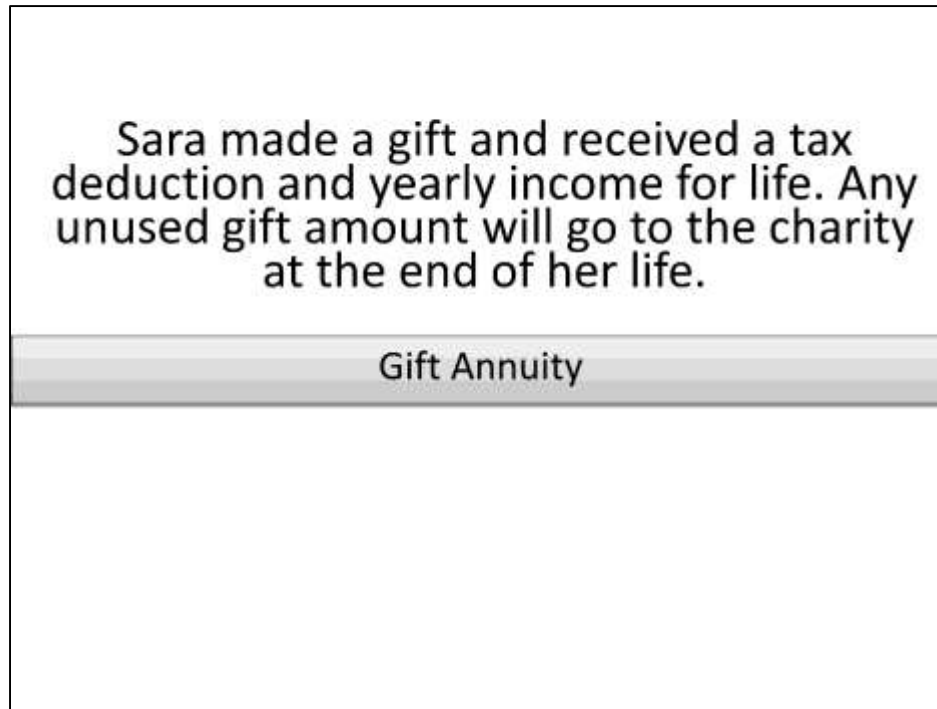 Sara made a gift and received a tax
deduction and yearly income for life. Any
unused gift amount will go to the charity
at the end of her life.
Gift Annuity